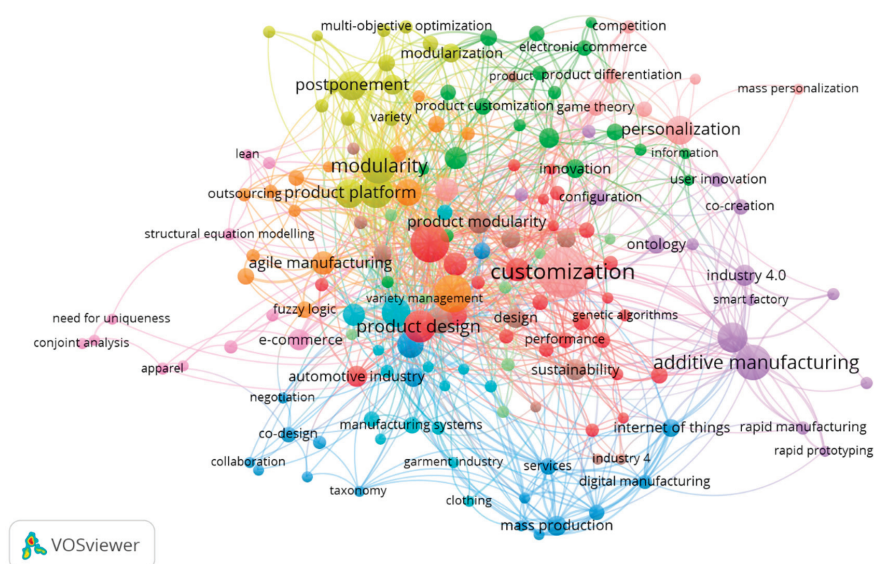 competition
multi-objective optimization
electronic commerce
modularization
product
product differentiation
postponement
mass personalization
product customization
game theory
variety
personalization
lean
information
modularity
innovation
user innovation
outsourcing
product platform
configuration
co-creation
product modularity
structural equation modelling
ontology
agile manufacturing
customization
industry 4.0
variety management
smart factory
fuzzy logic
need for uniqueness
design
genetic algorithms
product design
conjoint analysis
e-commerce
performance
additive manufacturing
apparel
sustainability
automotive industry
negotiation
manufacturing systems
internet of things
rapid manufacturing
co-design
rapid prototyping
collaboration
garment industry
services
industry 4
digital manufacturing
taxonomy
clothing
mass production
VOSviewer